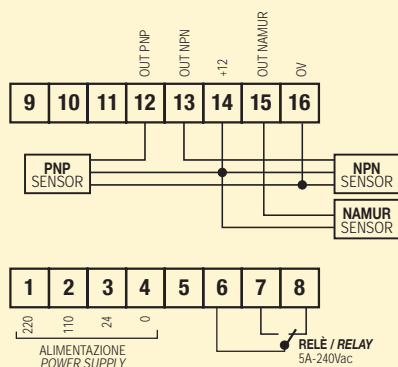 OUT PNP
OUT NPN
+12
OUT NAMUR
OV
9 10 11 12 13 14 15 16
PNP
SENSOR
NPN
SENSOR
NAMUR
SENSOR
1 2 3 4 5 6 7 8
220
110
24
0
ALIMENTAZIONE
POWER SUPPLY
RELÈ / RELAY
5A-240Vac